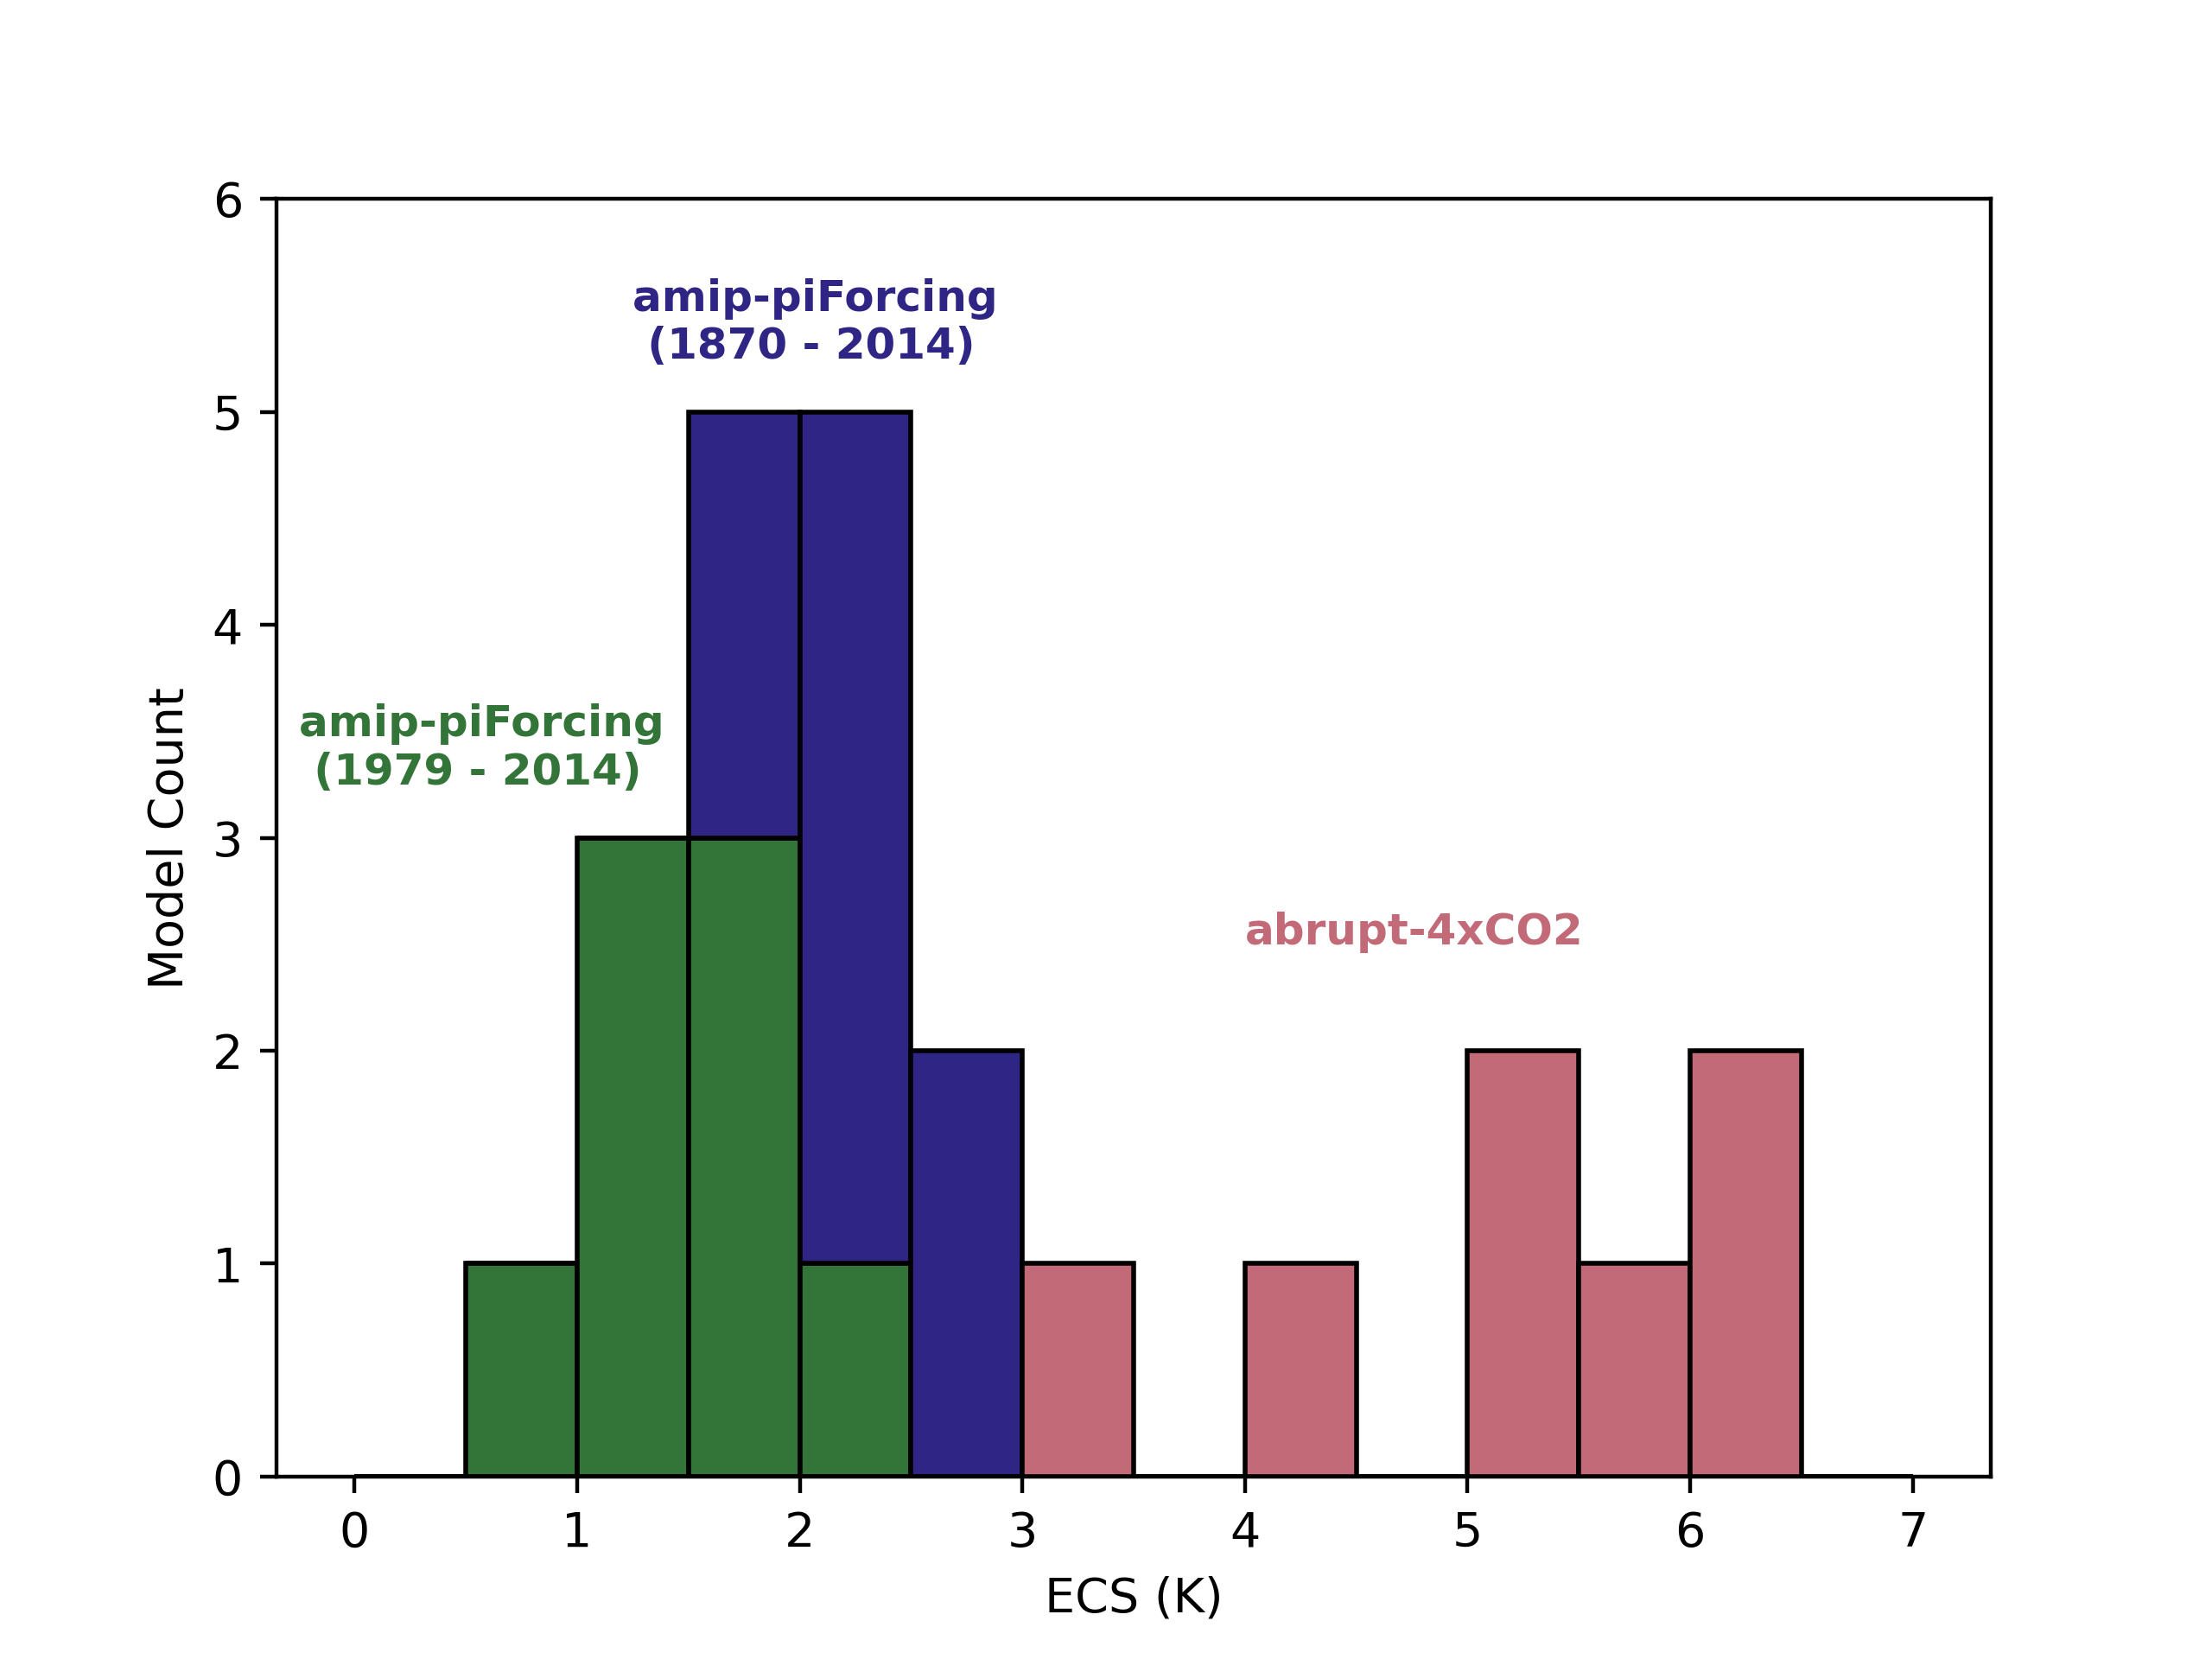 6
amip-piForcing
(1870 - 2014)
5
4
amip-piForcing
(1979 - 2014)
Model Count
3
abrupt-4xCO2
2
1
0
0 1 2 3 4 5 6 7
ECS (K)